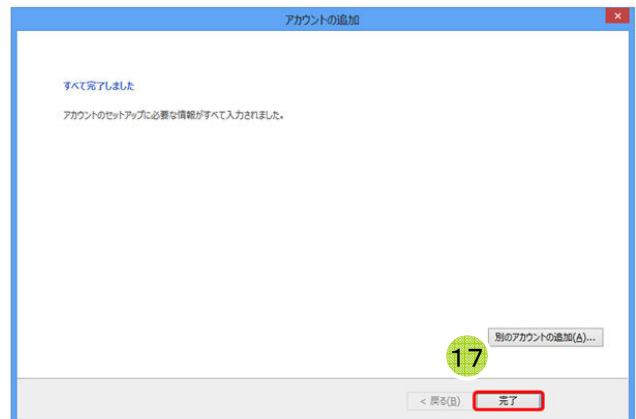 アカウントの追加
すべて完了しました
アカウントのセットアップに必要な情報がすべて入力されました。
別のアカウントの追加(A)...
17
< 戻る(B)
完了